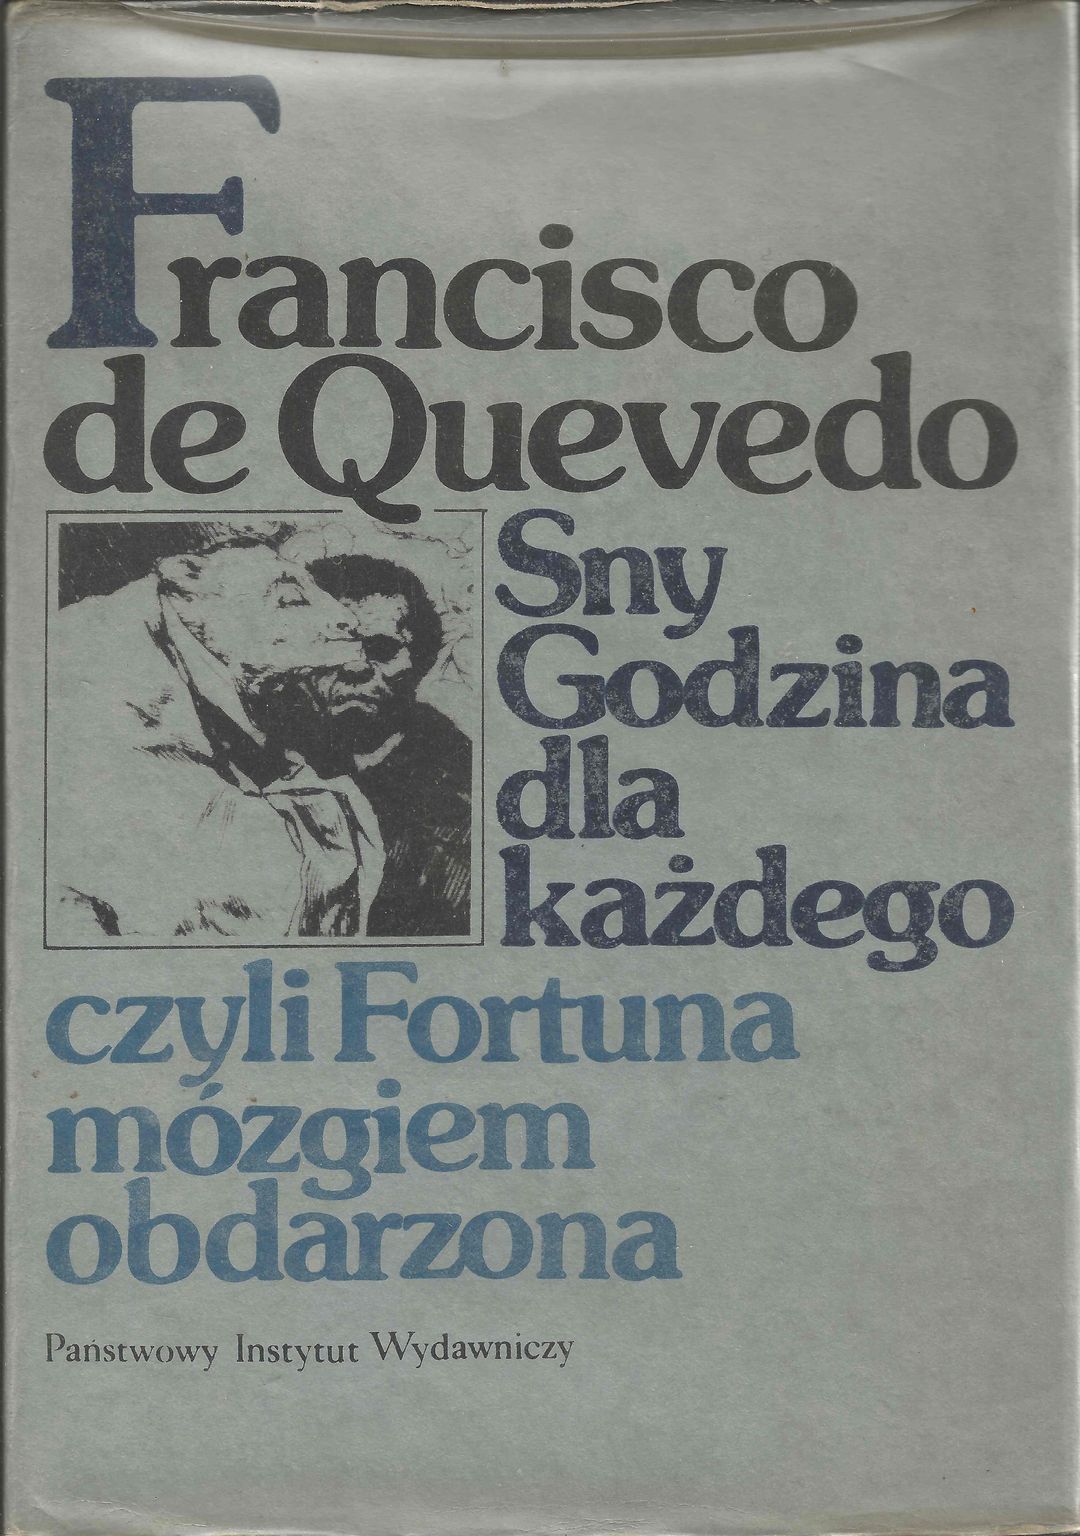 Francisco
de Quevedo
Sny
Godzina
dla
każdego
czyli Fortuna
mózgiem
obdarzona
Państwowy Instytut Wydawniczy